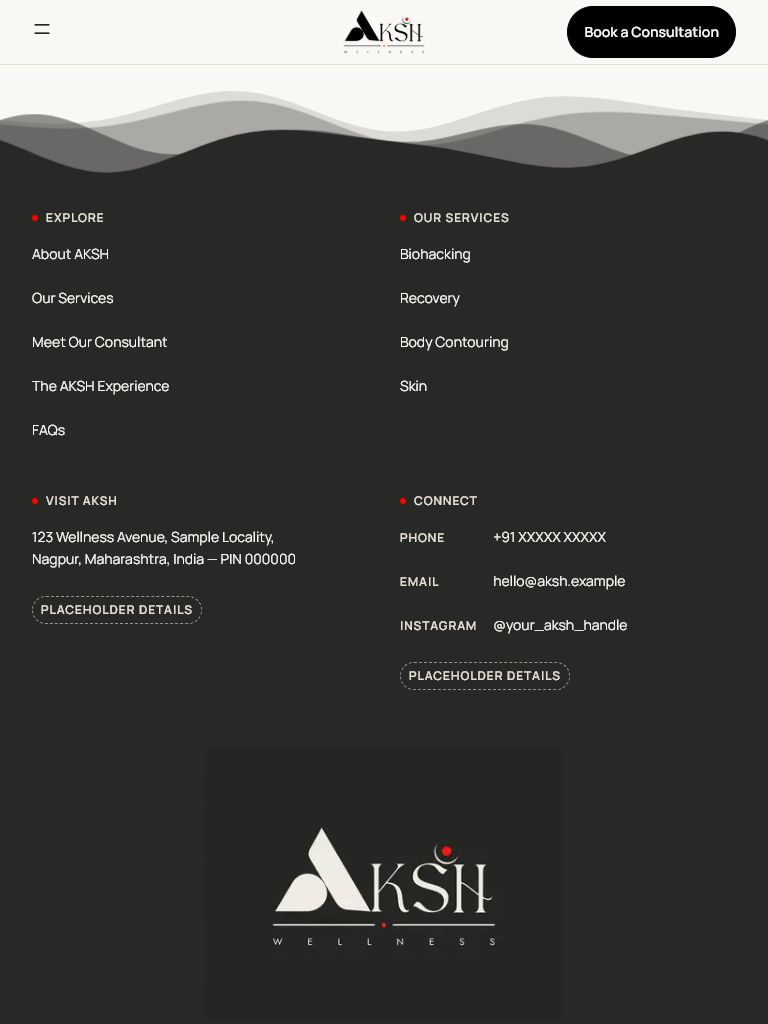 AKSH
WELLNESS
Book a Consultation
EXPLORE
About AKSH
Our Services
Meet Our Consultant
The AKSH Experience
FAQs
OUR SERVICES
Biohacking
Recovery
Body Contouring
Skin
VISIT AKSH
123 Wellness Avenue, Sample Locality,
Nagpur, Maharashtra, India — PIN 000000
PLACEHOLDER DETAILS
CONNECT
PHONE +91 XXXXX XXXXX
EMAIL hello@aksh.example
INSTAGRAM @your_aksh_handle
PLACEHOLDER DETAILS
AKSH
WELLNESS